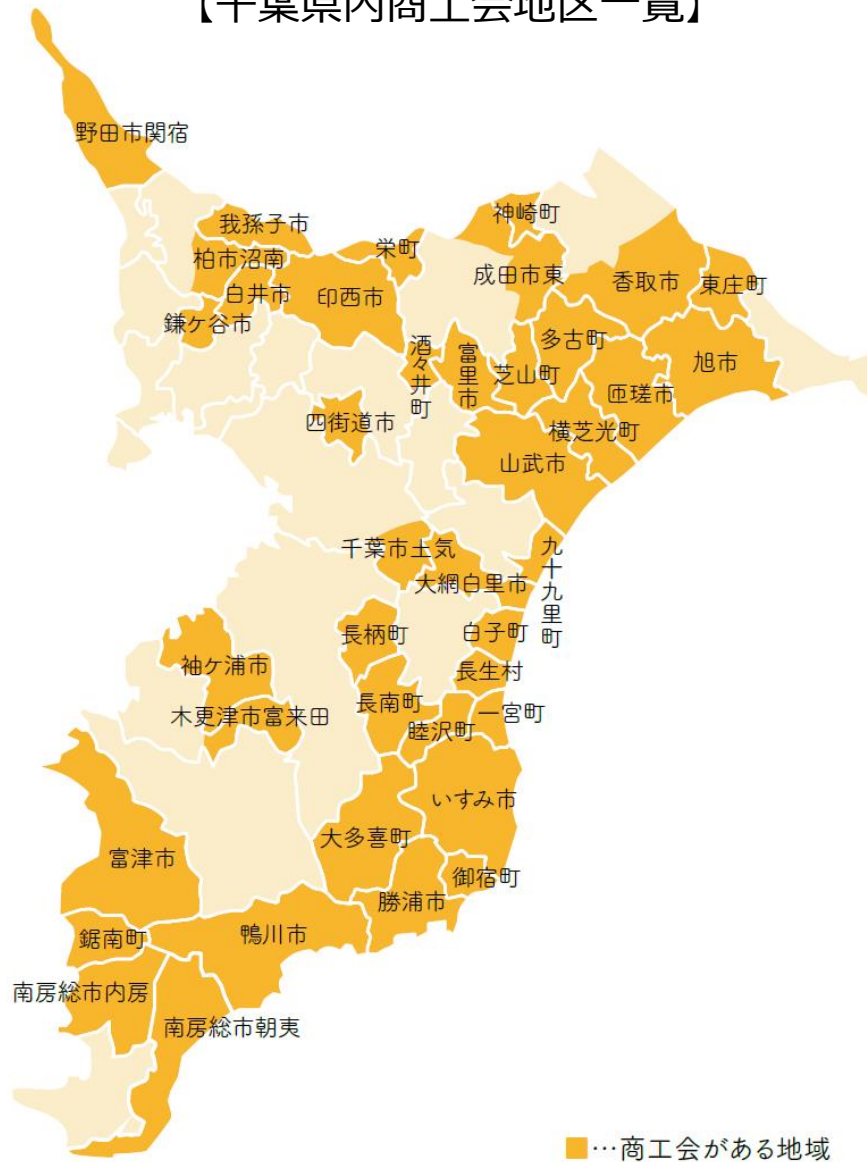 【千葉県内商工会地区一覧】
野田市関宿
我孫子市
柏市沼南
白井市
鎌ケ谷市
印西市
栄町
神崎町
成田市東
香取市
東庄町
酒々井町
富里市
芝山町
多古町
匝瑳市
旭市
四街道市
横芝光町
山武市
千葉市土気
大網白里市
九十九里町
長柄町
白子町
長生村
袖ケ浦市
木更津市富来田
長南町
睦沢町
一宮町
いすみ市
大多喜町
富津市
御宿町
勝浦市
鋸南町
鴨川市
南房総市内房
南房総市朝夷
■…商工会がある地域